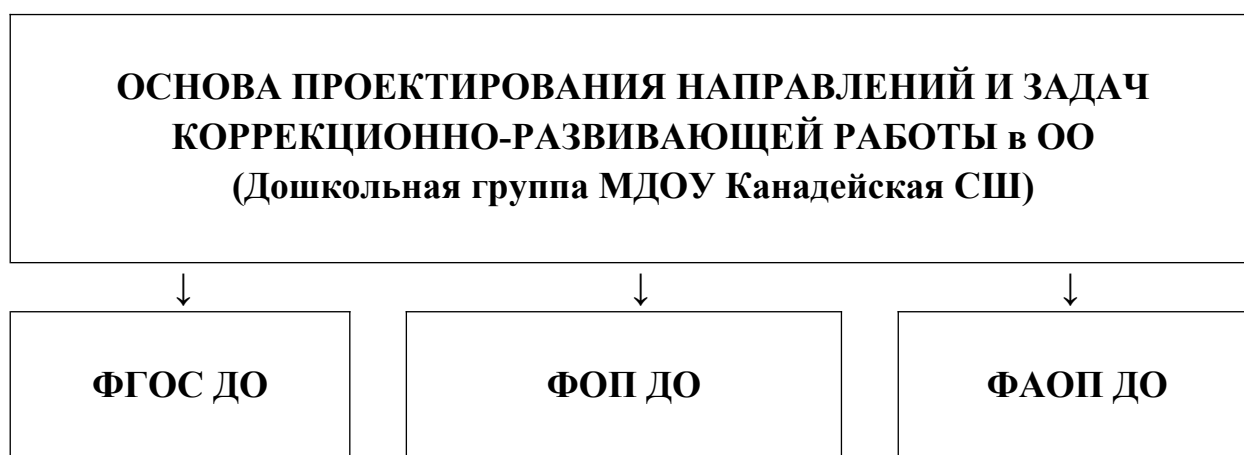 ОСНОВА ПРОЕКТИРОВАНИЯ НАПРАВЛЕНИЙ И ЗАДАЧ
КОРРЕКЦИОННО-РАЗВИВАЮЩЕЙ РАБОТЫ в ОО
(Дошкольная группа МДОУ Канадейская СШ)
↓ ↓ ↓
ФГОС ДО ФОП ДО ФАОП ДО